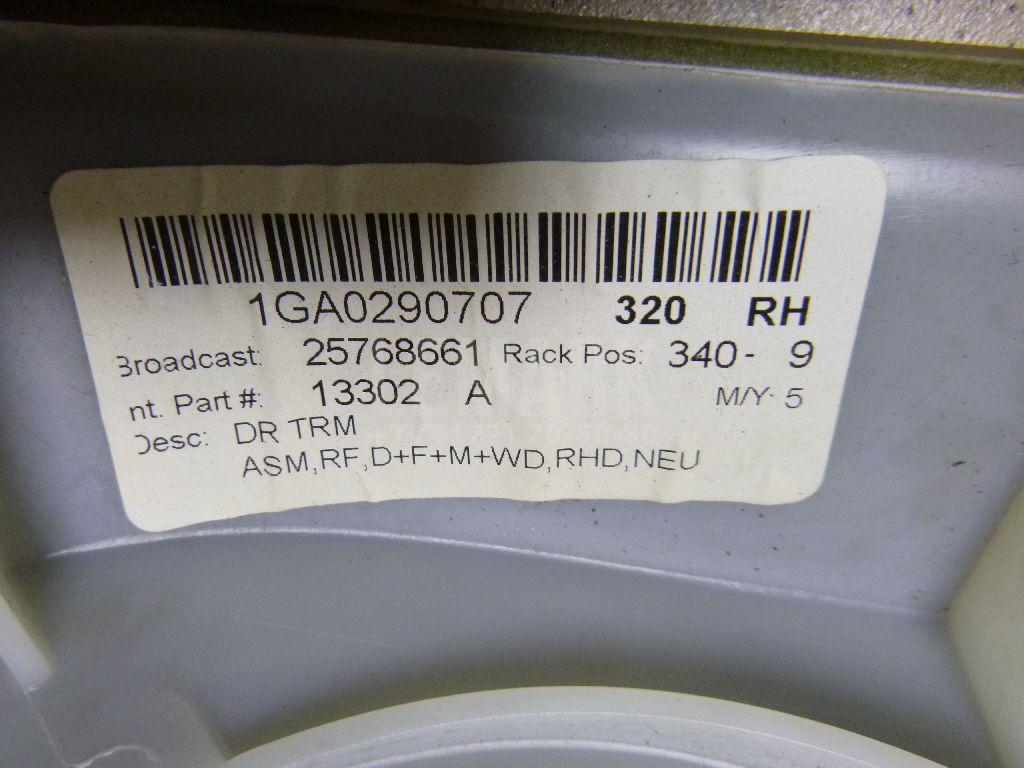 1GA0290707 320 RH
Broadcast: 25768661 Rack Pos: 340- 9
nt. Part #: 13302 A M/Y· 5
Desc: DR TRM
ASM,RF,D+F+M+WD,RHD,NEU